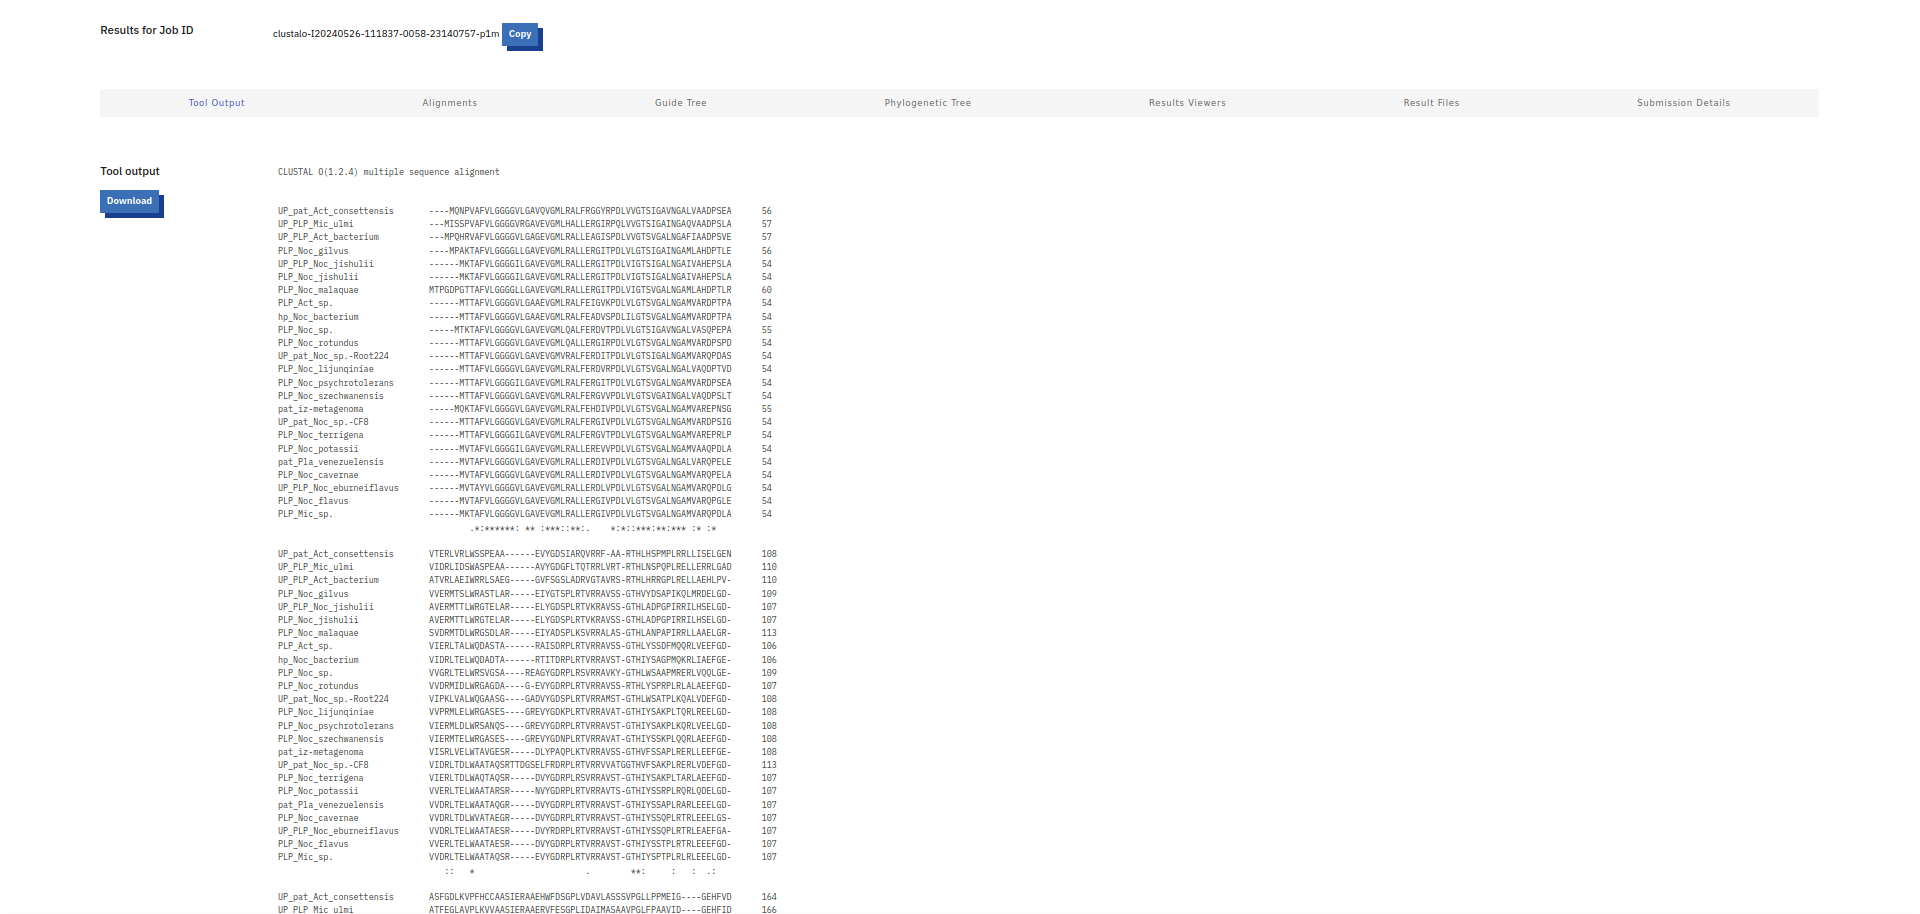 Results for Job ID
clustalo-I20240526-111837-0058-23140757-p1m Copy
Tool Output Alignments Guide Tree Phylogenetic Tree Results Viewers Result Files Submission Details
Tool output
Download
CLUSTAL O(1.2.4) multiple sequence alignment
UP_pat_Act_consettensis ----MQNPVAFVLGGGGVLGAVQVGMLRALFRGGYRPDLVVGTSIGAVNGALVAADPSEA 56
UP_PLP_Mic_ulmi ---MISSPVAFVLGGGGVRGAVEVGMLHALLERGIRPQLVVGTSIGAINGAQVAADPSLA 57
UP_PLP_Act_bacterium ---MPQHRVAFVLGGGGVLGAGEVGMLRALLEAGISPDLVVGTSVGALNGAFIAADPSVE 57
PLP_Noc_gilvus ----MPAKTAFVLGGGGLLGAVEVGMLRALLERGITPDLVLGTSIGAINGAMLAHDPTLE 56
UP_PLP_Noc_jishulii ------MKTAFVLGGGGILGAVEVGMLRALLERGITPDLVIGTSIGALNGAIVAHEPSLA 54
PLP_Noc_jishulii ------MKTAFVLGGGGILGAVEVGMLRALLERGITPDLVIGTSIGALNGAIVAHEPSLA 54
PLP_Noc_malaquae MTPGDPGTTAFVLGGGGLLGAVEVGMLRALLERGITPDLVIGTSVGALNGAMLAHDPTLR 60
PLP_Act_sp. ------MTTAFVLGGGGVLGAAEVGMLRALFEIGVKPDLVLGTSVGALNGAMVARDPTPA 54
hp_Noc_bacterium ------MTTAFVLGGGGVLGAAEVGMLRALFEADVSPDLILGTSVGALNGAMVARDPTPA 54
PLP_Noc_sp. -----MTKTAFVLGGGGVLGAVEVGMLQALFERDVTPDLVLGTSIGAVNGALVASQPEPA 55
PLP_Noc_rotundus ------MTTAFVLGGGGVLGAVEVGMLQALLERGIRPDLVLGTSVGALNGAMVARDPSPD 54
UP_pat_Noc_sp.-Root224 ------MTTAFVLGGGGVLGAVEVGMVRALFERDITPDLVLGTSIGALNGAMVARQPDAS 54
PLP_Noc_lijunqiniae ------MTTAFVLGGGGVLGAVEVGMLRALFERDVRPDLVLGTSVGALNGALVAQDPTVD 54
PLP_Noc_psychrotolerans ------MTTAFVLGGGGILGAVEVGMLRALFERGITPDLVLGTSVGALNGAMVARDPSEA 54
PLP_Noc_szechwanensis ------MTTAFVLGGGGVLGAVEVGMLRALFERGVVPDLVLGTSVGAINGALVAQDPSLT 54
pat_iz-metagenoma -----MQKTAFVLGGGGVLGAVEVGMLRALFEHDIVPDLVLGTSVGALNGAMVAREPNSG 55
UP_pat_Noc_sp.-CF8 ------MTTAFVLGGGGVLGAVEVGMLRALFERGIVPDLVLGTSVGALNGAMVARDPSIG 54
PLP_Noc_terrigena ------MTTAFVLGGGGILGAVEVGMLRALFERGVTPDLVLGTSVGALNGAMVAREPRLP 54
PLP_Noc_potassii ------MVTAFVLGGGGILGAVEVGMLRALLEREVVPDLVLGTSVGALNGAMVAAQPDLA 54
pat_Pla_venezuelensis ------MVTAFVLGGGGVLGAVEVGMLRALLERDIVPDLVLGTSVGALNGALVARQPELE 54
PLP_Noc_cavernae ------MVTAFVLGGGGVLGAVEVGMLRALLERDIVPDLVLGTSVGALNGAMVARQPELA 54
UP_PLP_Noc_eburneiflavus ------MVTAYVLGGGGVLGAVEVGMLRALLERDLVPDLVLGTSVGALNGAMVARQPDLG 54
PLP_Noc_flavus ------MVTAFVLGGGGVLGAVEVGMLRALLERGIVPDLVLGTSVGALNGAMVARQPGLE 54
PLP_Mic_sp. ------MKTAFVLGGGGVLGAVEVGMLRALLERGIVPDLVLGTSVGALNGAMVARQPDLA 54
.*:******: ** :***::**:. *:*::***:**:*** :* :*
UP_pat_Act_consettensis VTERLVRLWSSPEAA------EVYGDSIARQVRRF-AA-RTHLHSPMPLRRLLISELGEN 108
UP_PLP_Mic_ulmi VIDRLIDSWASPEAA------AVYGDGFLTQTRRLVRT-RTHLNSPQPLRELLERRLGAD 110
UP_PLP_Act_bacterium ATVRLAEIWRRLSAEG-----GVFSGSLADRVGTAVRS-RTHLHRRGPLRELLAEHLPV- 110
PLP_Noc_gilvus VVERMTSLWRASTLAR-----EIYGTSPLRTVRRAVSS-GTHVYDSAPIKQLMRDELGD- 109
UP_PLP_Noc_jishulii AVERMTTLWRGTELAR-----ELYGDSPLRTVKRAVSS-GTHLADPGPIRRILHSELGD- 107
PLP_Noc_jishulii AVERMTTLWRGTELAR-----ELYGDSPLRTVKRAVSS-GTHLADPGPIRRILHSELGD- 107
PLP_Noc_malaquae SVDRMTDLWRGSDLAR-----EIYADSPLKSVRRALAS-GTHLANPAPIRRLLAAELGR- 113
PLP_Act_sp. VIERLTALWQDASTA------RAISDRPLRTVRRAVSS-GTHLYSSDFMQQRLVEEFGD- 106
hp_Noc_bacterium VIDRLTELWQDADTA------RTITDRPLRTVRRAVST-GTHIYSAGPMQKRLIAEFGE- 106
PLP_Noc_sp. VVGRLTELWRSVGSA----REAGYGDRPLRSVRRAVKY-GTHLWSAAPMRERLVQQLGE- 109
PLP_Noc_rotundus VVDRMIDLWRGAGDA----G-EVYGDRPLRTVRRAVSS-RTHLYSPRPLRLALAEEFGD- 107
UP_pat_Noc_sp.-Root224 VIPKLVALWQGAASG----GADVYGDSPLRTVRRAMST-GTHLWSATPLKQALVDEFGD- 108
PLP_Noc_lijunqiniae VVPRMLELWRGASES----GREVYGDKPLRTVRRAVAT-GTHIYSAKPLTQRLREELGD- 108
PLP_Noc_psychrotolerans VIERMLDLWRSANQS----GREVYGDRPLRTVRRAVST-GTHIYSAKPLKQRLVEELGD- 108
PLP_Noc_szechwanensis VIERMTELWRGASES----GREVYGDNPLRTVRRAVAT-GTHIYSSKPLQQRLAEEFGD- 108
pat_iz-metagenoma VISRLVELWTAVGESR-----DLYPAQPLKTVRRAVSS-GTHVFSSAPLRERLLEEFGE- 108
UP_pat_Noc_sp.-CF8 VIDRLTDLWAATAQSRTTDGSELFRDRPLRTVRRVVATGGTHVFSAKPLRERLVDEFGD- 113
PLP_Noc_terrigena VIERLTDLWAQTAQSR-----DVYGDRPLRSVRRAVST-GTHIYSAKPLTARLAEEFGD- 107
PLP_Noc_potassii VVERLTELWAATARSR-----NVYGDRPLRSVRRAVTS-GTHIYSSRPLRQRLQDELGD- 107
pat_Pla_venezuelensis VVDRLTELWAATAQGR-----DVYGDRPLRTVRRAVST-GTHIYSSAPLRARLEEELGD- 107
PLP_Noc_cavernae VVDRLTDLWVATAEGR-----DVYGDRPLRTVRRAVST-GTHIYSSQPLRTRLEEELGS- 107
UP_PLP_Noc_eburneiflavus VVDRLTELWAATAESR-----DVYRDRPLRTVRRAVST-GTHIYSSQPLRTRLEAEFGA- 107
PLP_Noc_flavus VVERLTELWAATAESR-----DVYGDRPLRTVRRAVST-GTHIYSSTPLRTRLEEEFGD- 107
PLP_Mic_sp. VVDRLTELWAATAQSR-----EVYGDRPLRTVRRAVST-GTHIYSPTPLRLRLEEELGD- 107
:: * . **: : : .:
UP_pat_Act_consettensis ASFGDLKVPFHCCAASIERAAEHWFDSGPLVDAVLASSSVPGLLPPMEIG----GEHFVD 164
UP_PLP_Mic_ulmi ATFEGLAVPLKVVAASIERAAERVFESGPLIDAIMASAAVPGLFPAAVID----GEHFID 166